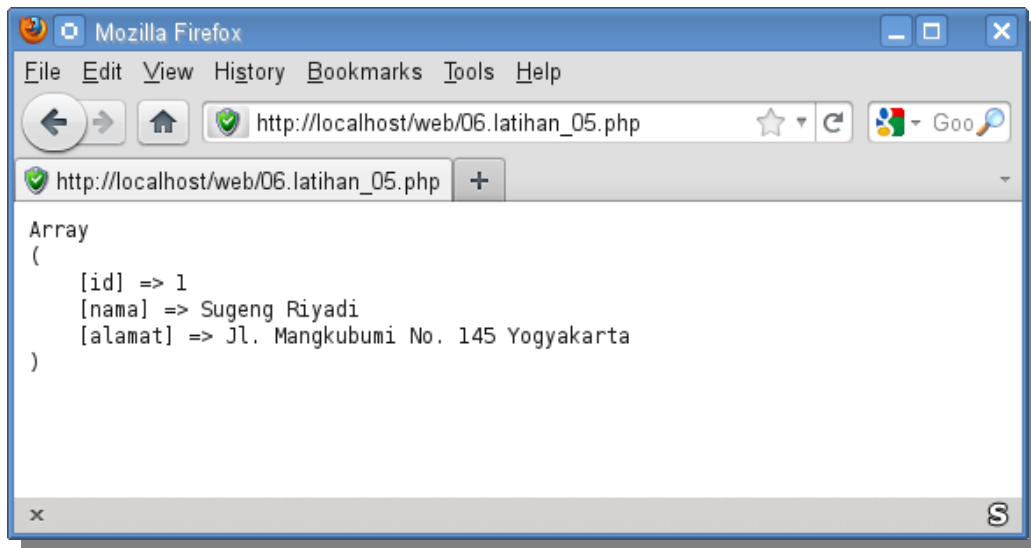 Mozilla Firefox
File Edit View History Bookmarks Tools Help
http://localhost/web/06.latihan_05.php Goo
http://localhost/web/06.latihan_05.php +
Array
(
[id] => 1
[nama] => Sugeng Riyadi
[alamat] => Jl. Mangkubumi No. 145 Yogyakarta
)
x S